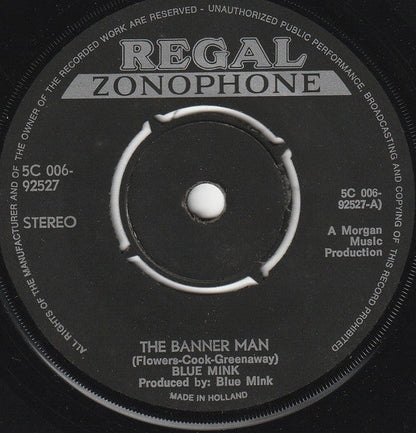 ALL RIGHTS OF THE MANUFACTURER AND OF THE OWNER OF THE RECORDED WORK ARE RESERVED - UNAUTHORIZED PUBLIC PERFORMANCE, BROADCASTING AND COPYING OF THIS RECORD PROHIBITED
REGAL
ZONOPHONE
5C 006-
92527
STEREO
5C 006-
92527-A)
A Morgan
Music
Production
THE BANNER MAN
(Flowers-Cook-Greenaway)
BLUE MINK
Produced by: Blue Mink
MADE IN HOLLAND